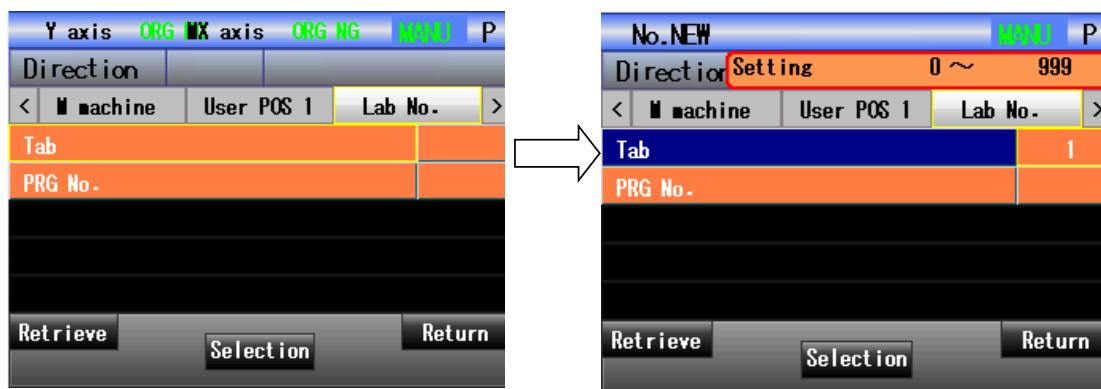 Y axis ORG MX axis ORG NG MANU P
Direction
< M machine User POS 1 Lab No. >
Tab
PRG No.
Retrieve Selection Return
No.NEW MANU P
Direction Setting 0 ～ 999
< M machine User POS 1 Lab No. >
Tab 1
PRG No.
Retrieve Selection Return